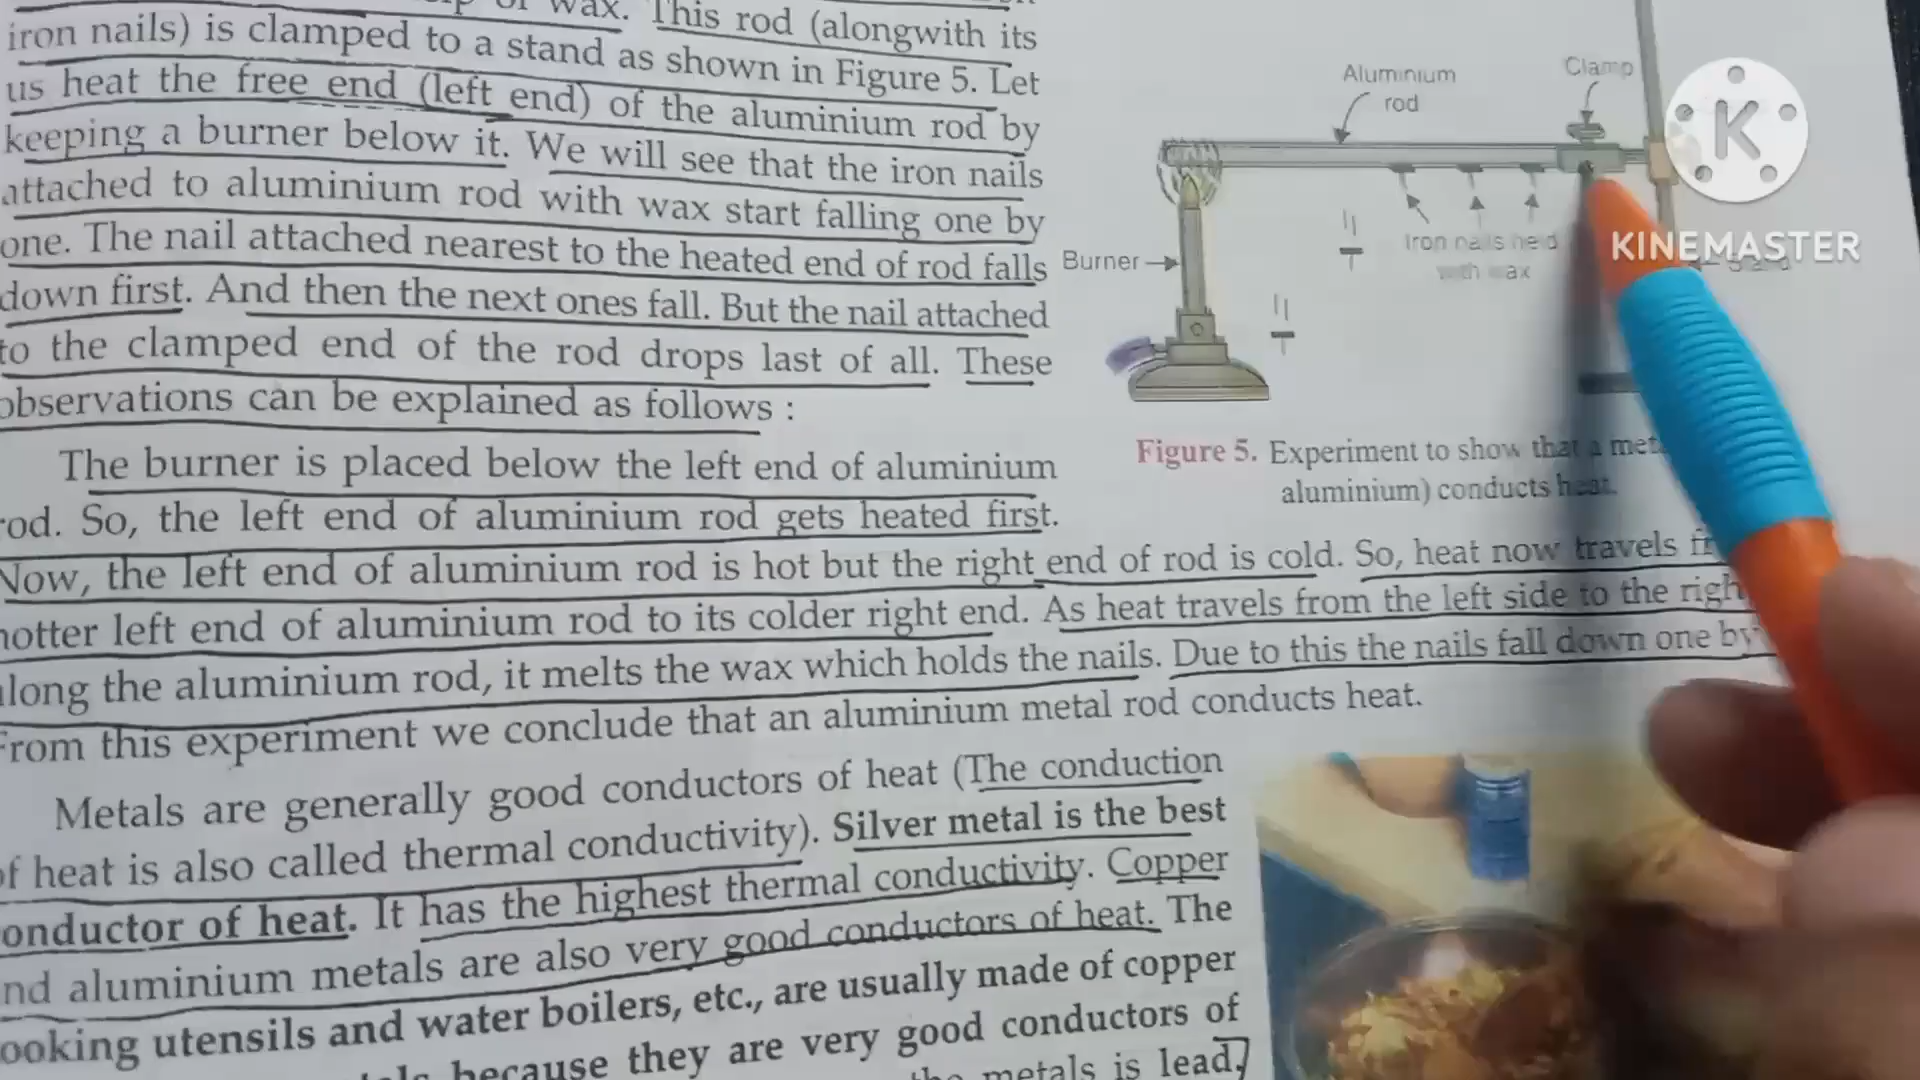 of wax. This rod (alongwith its
iron nails) is clamped to a stand as shown in Figure 5. Let
us heat the free end (left end) of the aluminium rod by
keeping a burner below it. We will see that the iron nails
attached to aluminium rod with wax start falling one by
one. The nail attached nearest to the heated end of rod falls
down first. And then the next ones fall. But the nail attached
to the clamped end of the rod drops last of all. These
observations can be explained as follows :
The burner is placed below the left end of aluminium
rod. So, the left end of aluminium rod gets heated first.
Now, the left end of aluminium rod is hot but the right end of rod is cold. So, heat now travels
hotter left end of aluminium rod to its colder right end. As heat travels from the left side to the
along the aluminium rod, it melts the wax which holds the nails. Due to this the nails fall down one by
From this experiment we conclude that an aluminium metal rod conducts heat.
Metals are generally good conductors of heat (The conduction
of heat is also called thermal conductivity). Silver metal is the best
onductor of heat. It has the highest thermal conductivity. Copper
nd aluminium metals are also very good conductors of heat. The
ooking utensils and water boilers, etc., are usually made of copper
because they are very good conductors of
metals is lead,
Aluminium
rod
Clamp
Iron nails held
with wax
Burner
K
KINEMASTER
Figure 5. Experiment to show that a
aluminium) conducts heat.